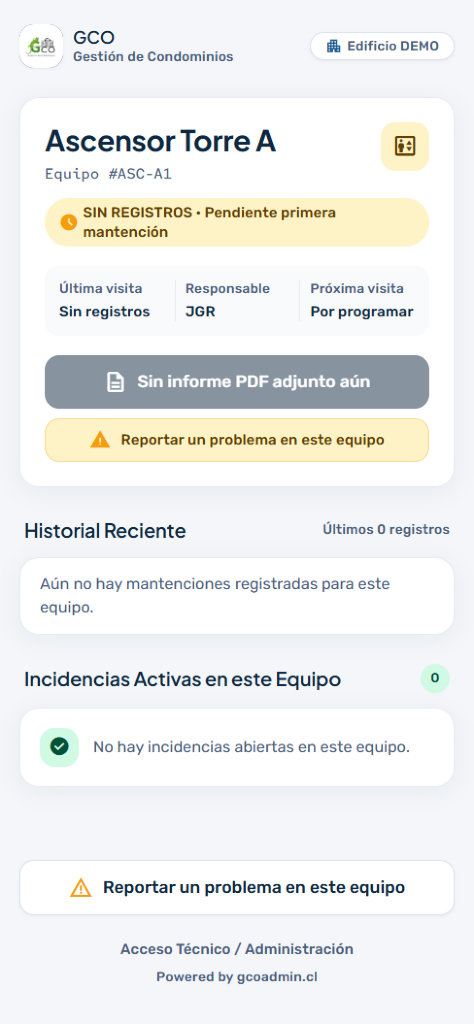 GCO
GCO
Gestión de Condominios
Edificio DEMO
Ascensor Torre A
Equipo #ASC-A1
SIN REGISTROS • Pendiente primera
mantención
Última visita
Responsable
Próxima visita
Sin registros
JGR
Por programar
Sin informe PDF adjunto aún
Reportar un problema en este equipo
Historial Reciente
Últimos 0 registros
Aún no hay mantenciones registradas para este
equipo.
Incidencias Activas en este Equipo
0
No hay incidencias abiertas en este equipo.
Reportar un problema en este equipo
Acceso Técnico / Administración
Powered by gcoadmin.cl